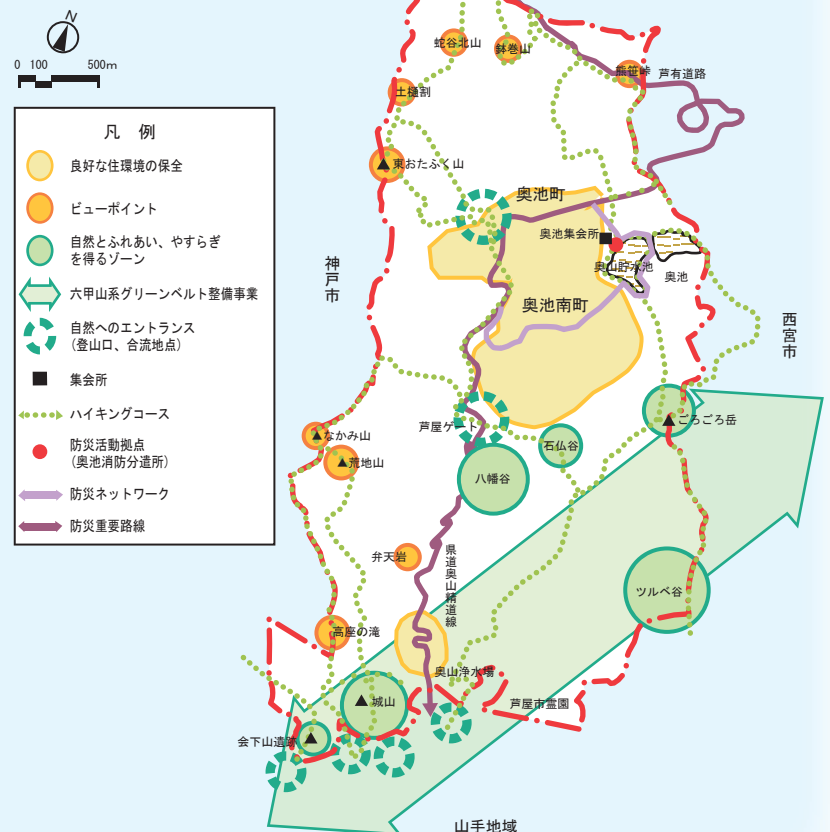 N
0 100 500m
凡 例
良好な住環境の保全
ビューポイント
自然とふれあい、やすらぎ
を得るゾーン
六甲山系グリーンベルト整備事業
自然へのエントランス
(登山口、合流地点)
集会所
ハイキングコース
防災活動拠点
(奥池消防分遣所)
防災ネットワーク
防災重要路線
蛇谷北山
鉢巻山
熊笹峠
芦有道路
土樋割
東おたふく山
奥池町
奥池集会所
奥山貯水池
奥池
神戸市
奥池南町
西宮市
芦屋ゲート
ごろごろ岳
なかみ山
石仏谷
荒地山
八幡谷
弁天岩
県道奥山精道線
ツルベ谷
高座の滝
奥山浄水場
城山
芦屋市霊園
会下山遺跡
山手地域